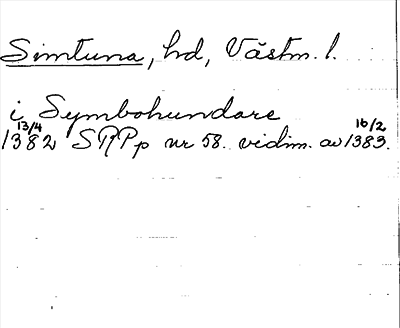 Simtuna, hd, Västm. l.
i Symbohundare
13/4 16/2
1382 SRPp nr 58. vidim. av 1383.